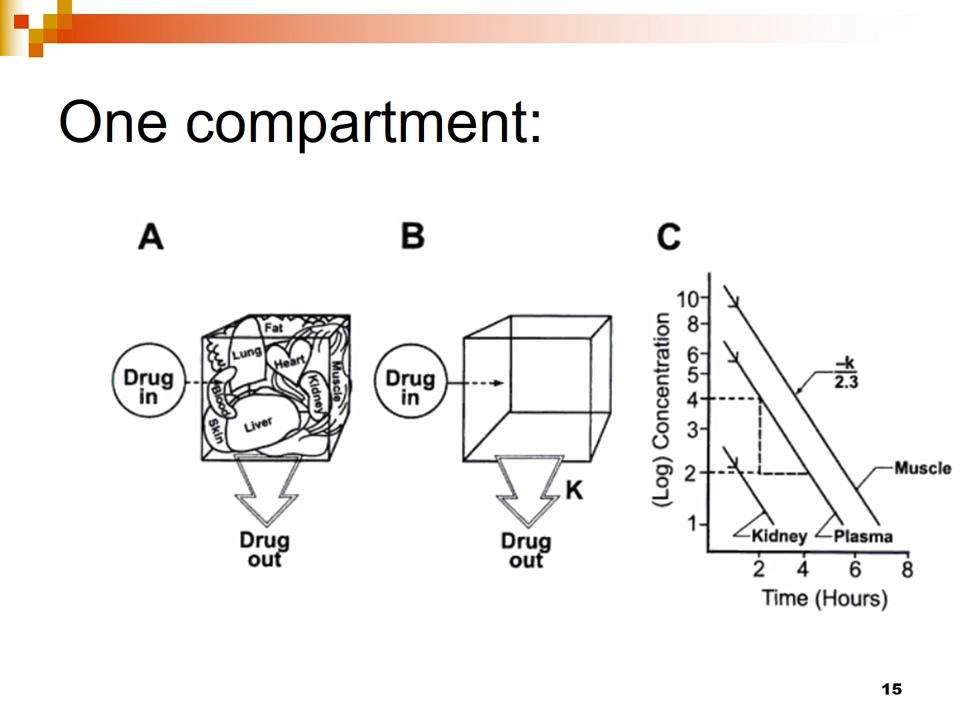 One compartment:
A
B
C
Drug
in
Fat
Lung
Heart
Muscle
Kidney
Blood
Skin
Liver
Drug
out
Drug
in
K
Drug
out
(Log) Concentration
10
8
6
5
4
3
2
1
–k
2.3
Muscle
Kidney
Plasma
2 4 6 8
Time (Hours)
15